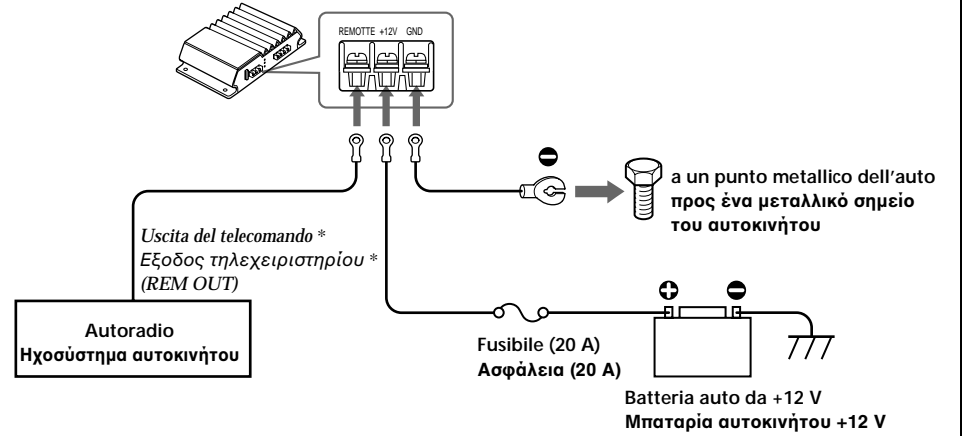 REMOTTE +12V GND
a un punto metallico dell'auto
προς ένα μεταλλικό σημείο
του αυτοκινήτου
Uscita del telecomando *
Εξοδος τηλεχειριστηρίου *
(REM OUT)
Autoradio
Ηχοσύστημα αυτοκινήτου
Fusibile (20 A)
Ασφάλεια (20 A)
Batteria auto da +12 V
Μπαταρία αυτοκινήτου +12 V